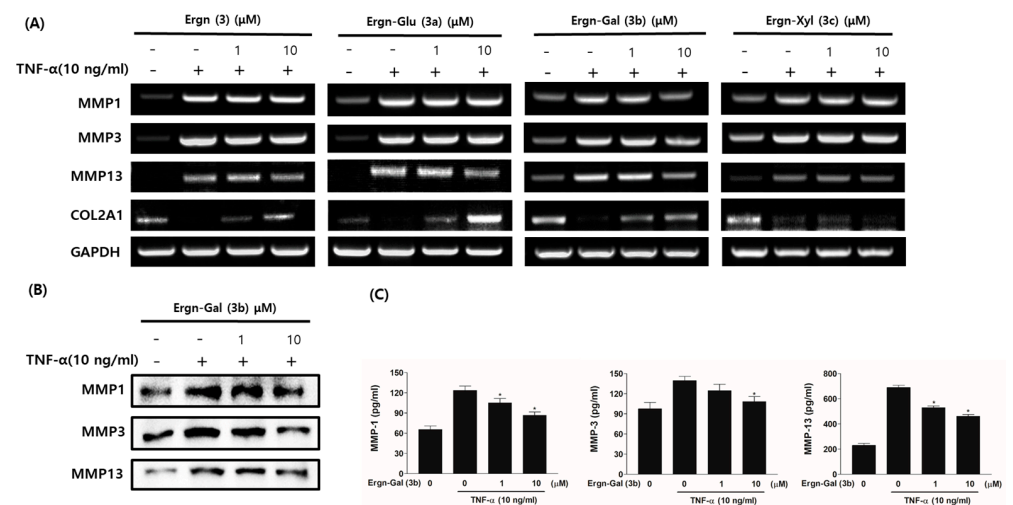 (A)
Ergn (3) (μM)
Ergn-Glu (3a) (μM)
Ergn-Gal (3b) (μM)
Ergn-Xyl (3c) (μM)
- - 1 10 - - 1 10 - - 1 10 - - 1 10
TNF-α(10 ng/ml) - + + + - + + + - + + + - + + +
MMP1
MMP3
MMP13
COL2A1
GAPDH
(B)
Ergn-Gal (3b) μM)
- - 1 10
TNF-α(10 ng/ml) - + + +
MMP1
MMP3
MMP13
(C)
MMP-1 (pg/ml)
150
120
90
60
30
0
* *
Ergn-Gal (3b) 0 0 1 10 (μM)
TNF-α (10 ng/ml)
MMP-3 (pg/ml)
150
120
90
60
30
0
*
Ergn-Gal (3b) 0 0 1 10 (μM)
TNF-α (10 ng/ml)
MMP-13 (pg/ml)
800
600
400
200
0
* *
Ergn-Gal (3b) 0 0 1 10 (μM)
TNF-α (10 ng/ml)